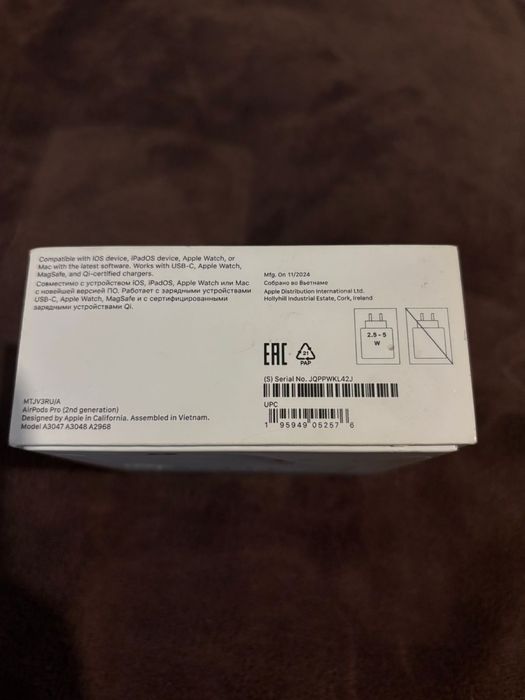 Compatible with iOS device, iPadOS device, Apple Watch, or
Mac with the latest software. Works with USB-C, Apple Watch,
MagSafe, and Qi-certified chargers.
Совместимо с устройством iOS, iPadOS, Apple Watch или Mac
с новейшей версией ПО. Работает с зарядными устройствами
USB-C, Apple Watch, MagSafe и с сертифицированными
зарядными устройствами Qi.
Mfg. On 11/2024
Собрано во Вьетнаме
Apple Distribution International Ltd.
Hollyhill Industrial Estate, Cork, Ireland
2.5 - 5
W
EAC
21
PAP
(S) Serial No. JQPPWKL42J
UPC
1 95949 05257 6
MTJV3RU/A
AirPods Pro (2nd generation)
Designed by Apple in California. Assembled in Vietnam.
Model A3047 A3048 A2968